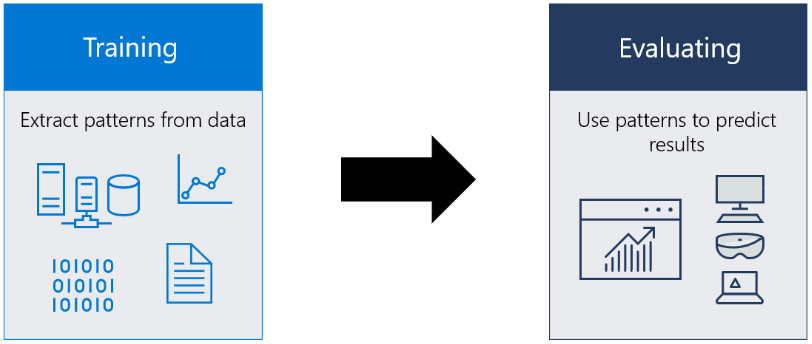 Training
Extract patterns from data
101010
010101
101010
Evaluating
Use patterns to predict
results